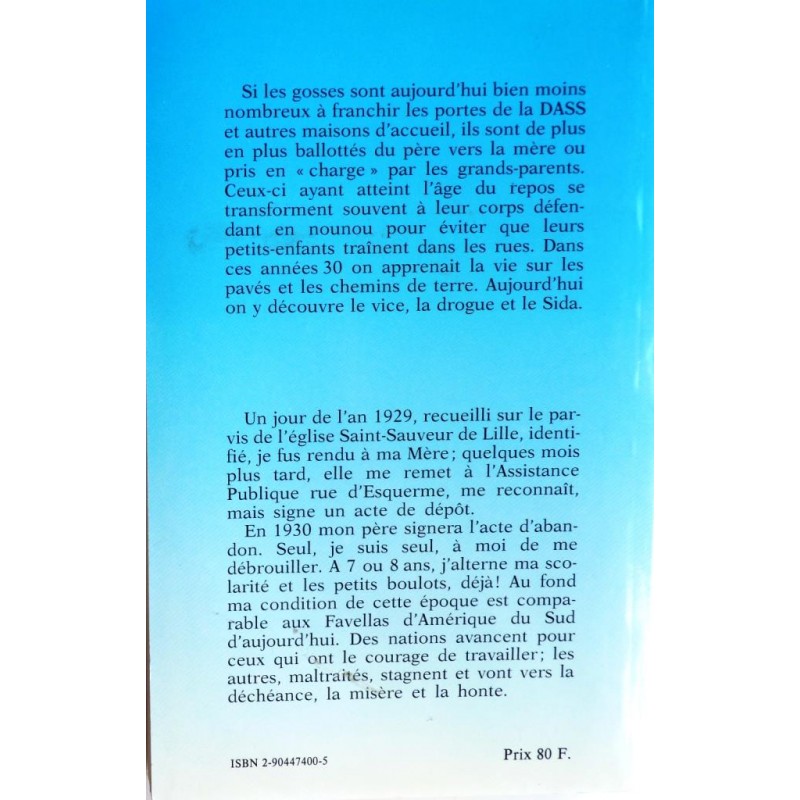 Si les gosses sont aujourd'hui bien moins
nombreux à franchir les portes de la DASS
et autres maisons d'accueil, ils sont de plus
en plus ballottés du père vers la mère ou
pris en « charge » par les grands-parents.
Ceux-ci ayant atteint l'âge du repos se
transforment souvent à leur corps défen-
dant en nounou pour éviter que leurs
petits-enfants traînent dans les rues. Dans
ces années 30 on apprenait la vie sur les
pavés et les chemins de terre. Aujourd'hui
on y découvre le vice, la drogue et le Sida.
Un jour de l'an 1929, recueilli sur le par-
vis de l'église Saint-Sauveur de Lille, identi-
fié, je fus rendu à ma Mère ; quelques mois
plus tard, elle me remet à l'Assistance
Publique rue d'Esquerme, me reconnaît,
mais signe un acte de dépôt.
En 1930 mon père signera l'acte d'aban-
don. Seul, je suis seul, à moi de me
débrouiller. A 7 ou 8 ans, j'alterne ma sco-
larité et les petits boulots, déjà ! Au fond
ma condition de cette époque est compa-
rable aux Favellas d'Amérique du Sud
d'aujourd'hui. Des nations avancent pour
ceux qui ont le courage de travailler ; les
autres, maltraités, stagnent et vont vers la
déchéance, la misère et la honte.
ISBN 2-90447400-5
Prix 80 F.